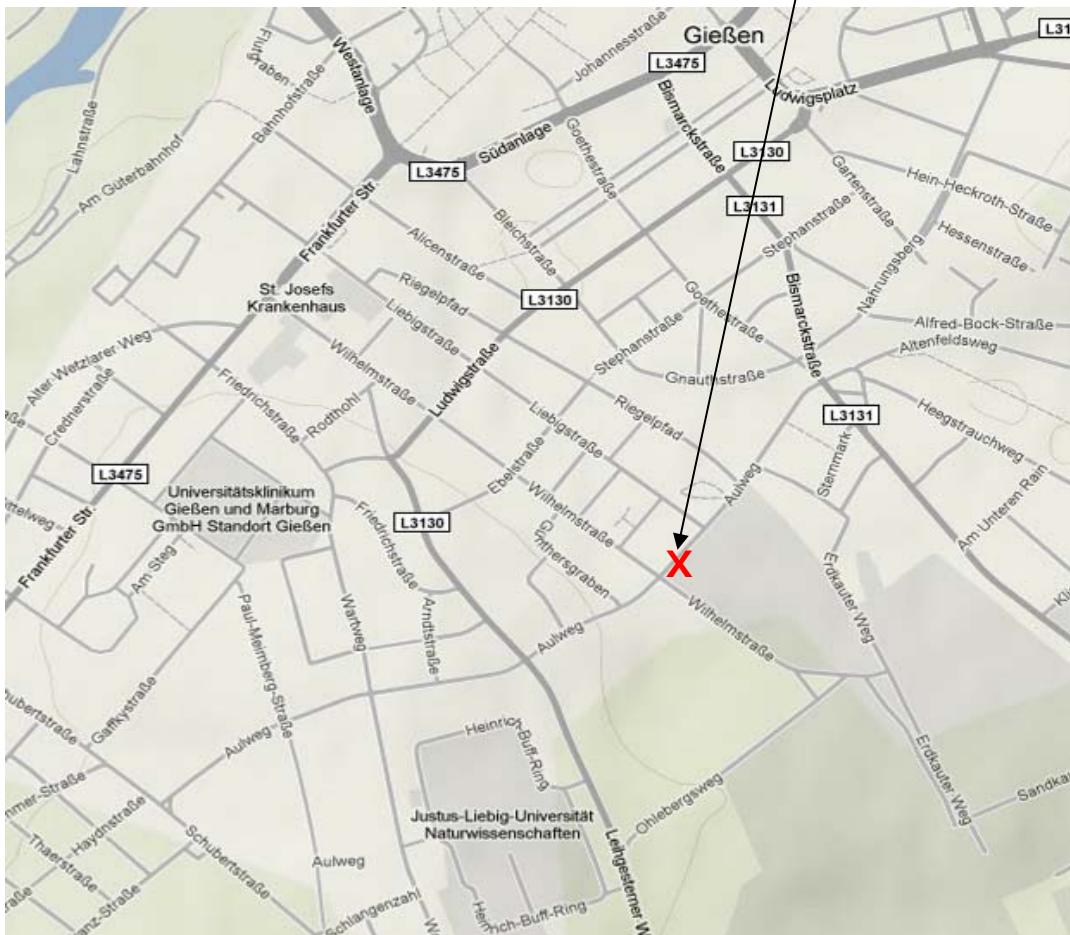 Gießen
L31
Flutgraben
Westanlage
Johannesstraße
L3475
Ludwigsplatz
Bahnhofstraße
Lahnstraße
Am Güterbahnhof
Südanlage
Goethestraße
Bismarckstraße
L3130
L3475
Gartenstraße
Hein-Heckroth-Straße
Frankfurter Str.
L3131
Alicenstraße
Bleichstraße
Stephanstraße
Hessenstraße
Nahrungsberg
St. Josefs
Krankenhaus
Riegelpfad
L3130
Liebigstraße
Goethestraße
Bismarckstraße
Alfred-Bock-Straße
Altenfeldsweg
Alter Wetzlarer Weg
Wilhelmstraße
Stephanstraße
Gnauthstraße
Crednerstraße
Friedrichstraße
Rodthohl
Ludwigstraße
Liebigstraße
Riegelpfad
L3131
Heegstrauchweg
L3475
Ebelstraße
Aulweg
Sternmark
Universitätsklinikum
Gießen und Marburg
GmbH Standort Gießen
Wilhelmstraße
L3130
Am Unteren Rain
Frankfurter Str.
Am Steg
Friedrichstraße
Günthersgraben
X
Erdkauter Weg
Paul-Meimberg-Straße
Wartweg
Arndtstraße
Aulweg
Wilhelmstraße
Gaffkystraße
Aulweg
Heinrich-Buff-Ring
Erdkauter Weg
Haydnstraße
Justus-Liebig-Universität
Naturwissenschaften
Ohlebergsweg
Thaerstraße
Schubertstraße
Aulweg
Schlangenzahl
Leihgesterner W
Heinrich-Buff-Ring